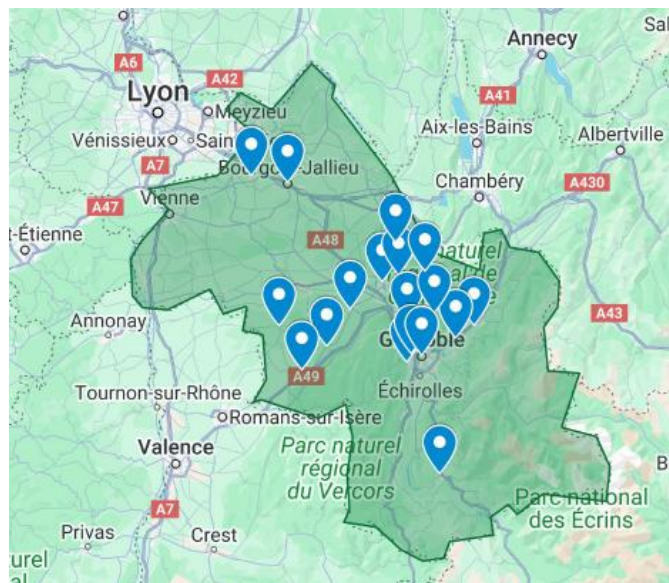 Annecy
Sal
A6
A42
A41
Lyon
Meyzieu
Aix-les-Bains
Albertville
Vénissieux
Sain
A7
Jallieu
Chambéry
A430
A47
Vienne
t-Étienne
A48
naturel
A43
Annonay
A49
Échirolles
Tournon-sur-Rhône
Romans-sur-Isère
Valence
Parc naturel
régional
du Vercors
B
A7
Parc national
des Écrins
Privas
Crest
urel
al